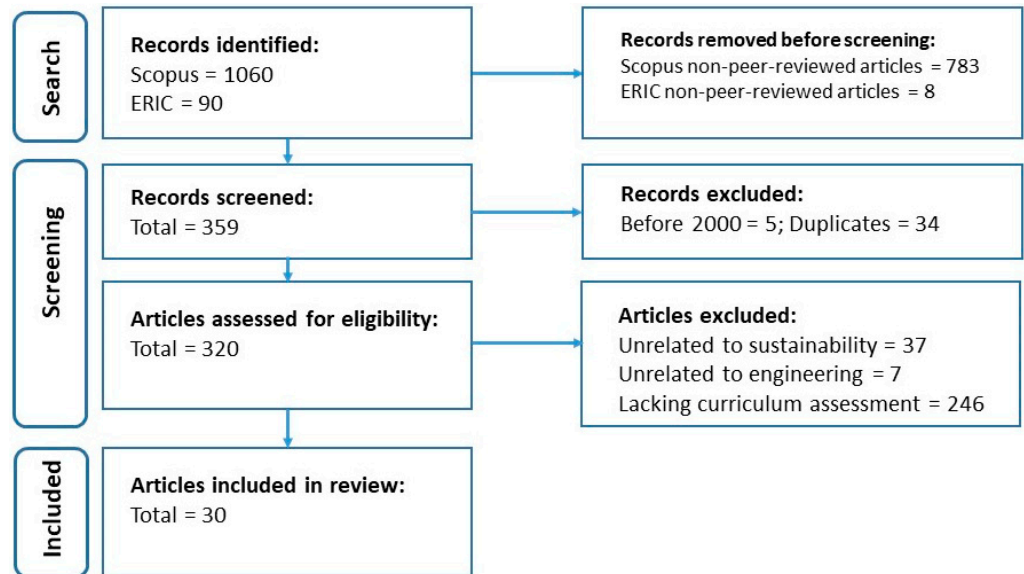 Search
Records identified:
Scopus = 1060
ERIC = 90
Records removed before screening:
Scopus non-peer-reviewed articles = 783
ERIC non-peer-reviewed articles = 8
Screening
Records screened:
Total = 359
Records excluded:
Before 2000 = 5; Duplicates = 34
Articles assessed for eligibility:
Total = 320
Articles excluded:
Unrelated to sustainability = 37
Unrelated to engineering = 7
Lacking curriculum assessment = 246
Included
Articles included in review:
Total = 30